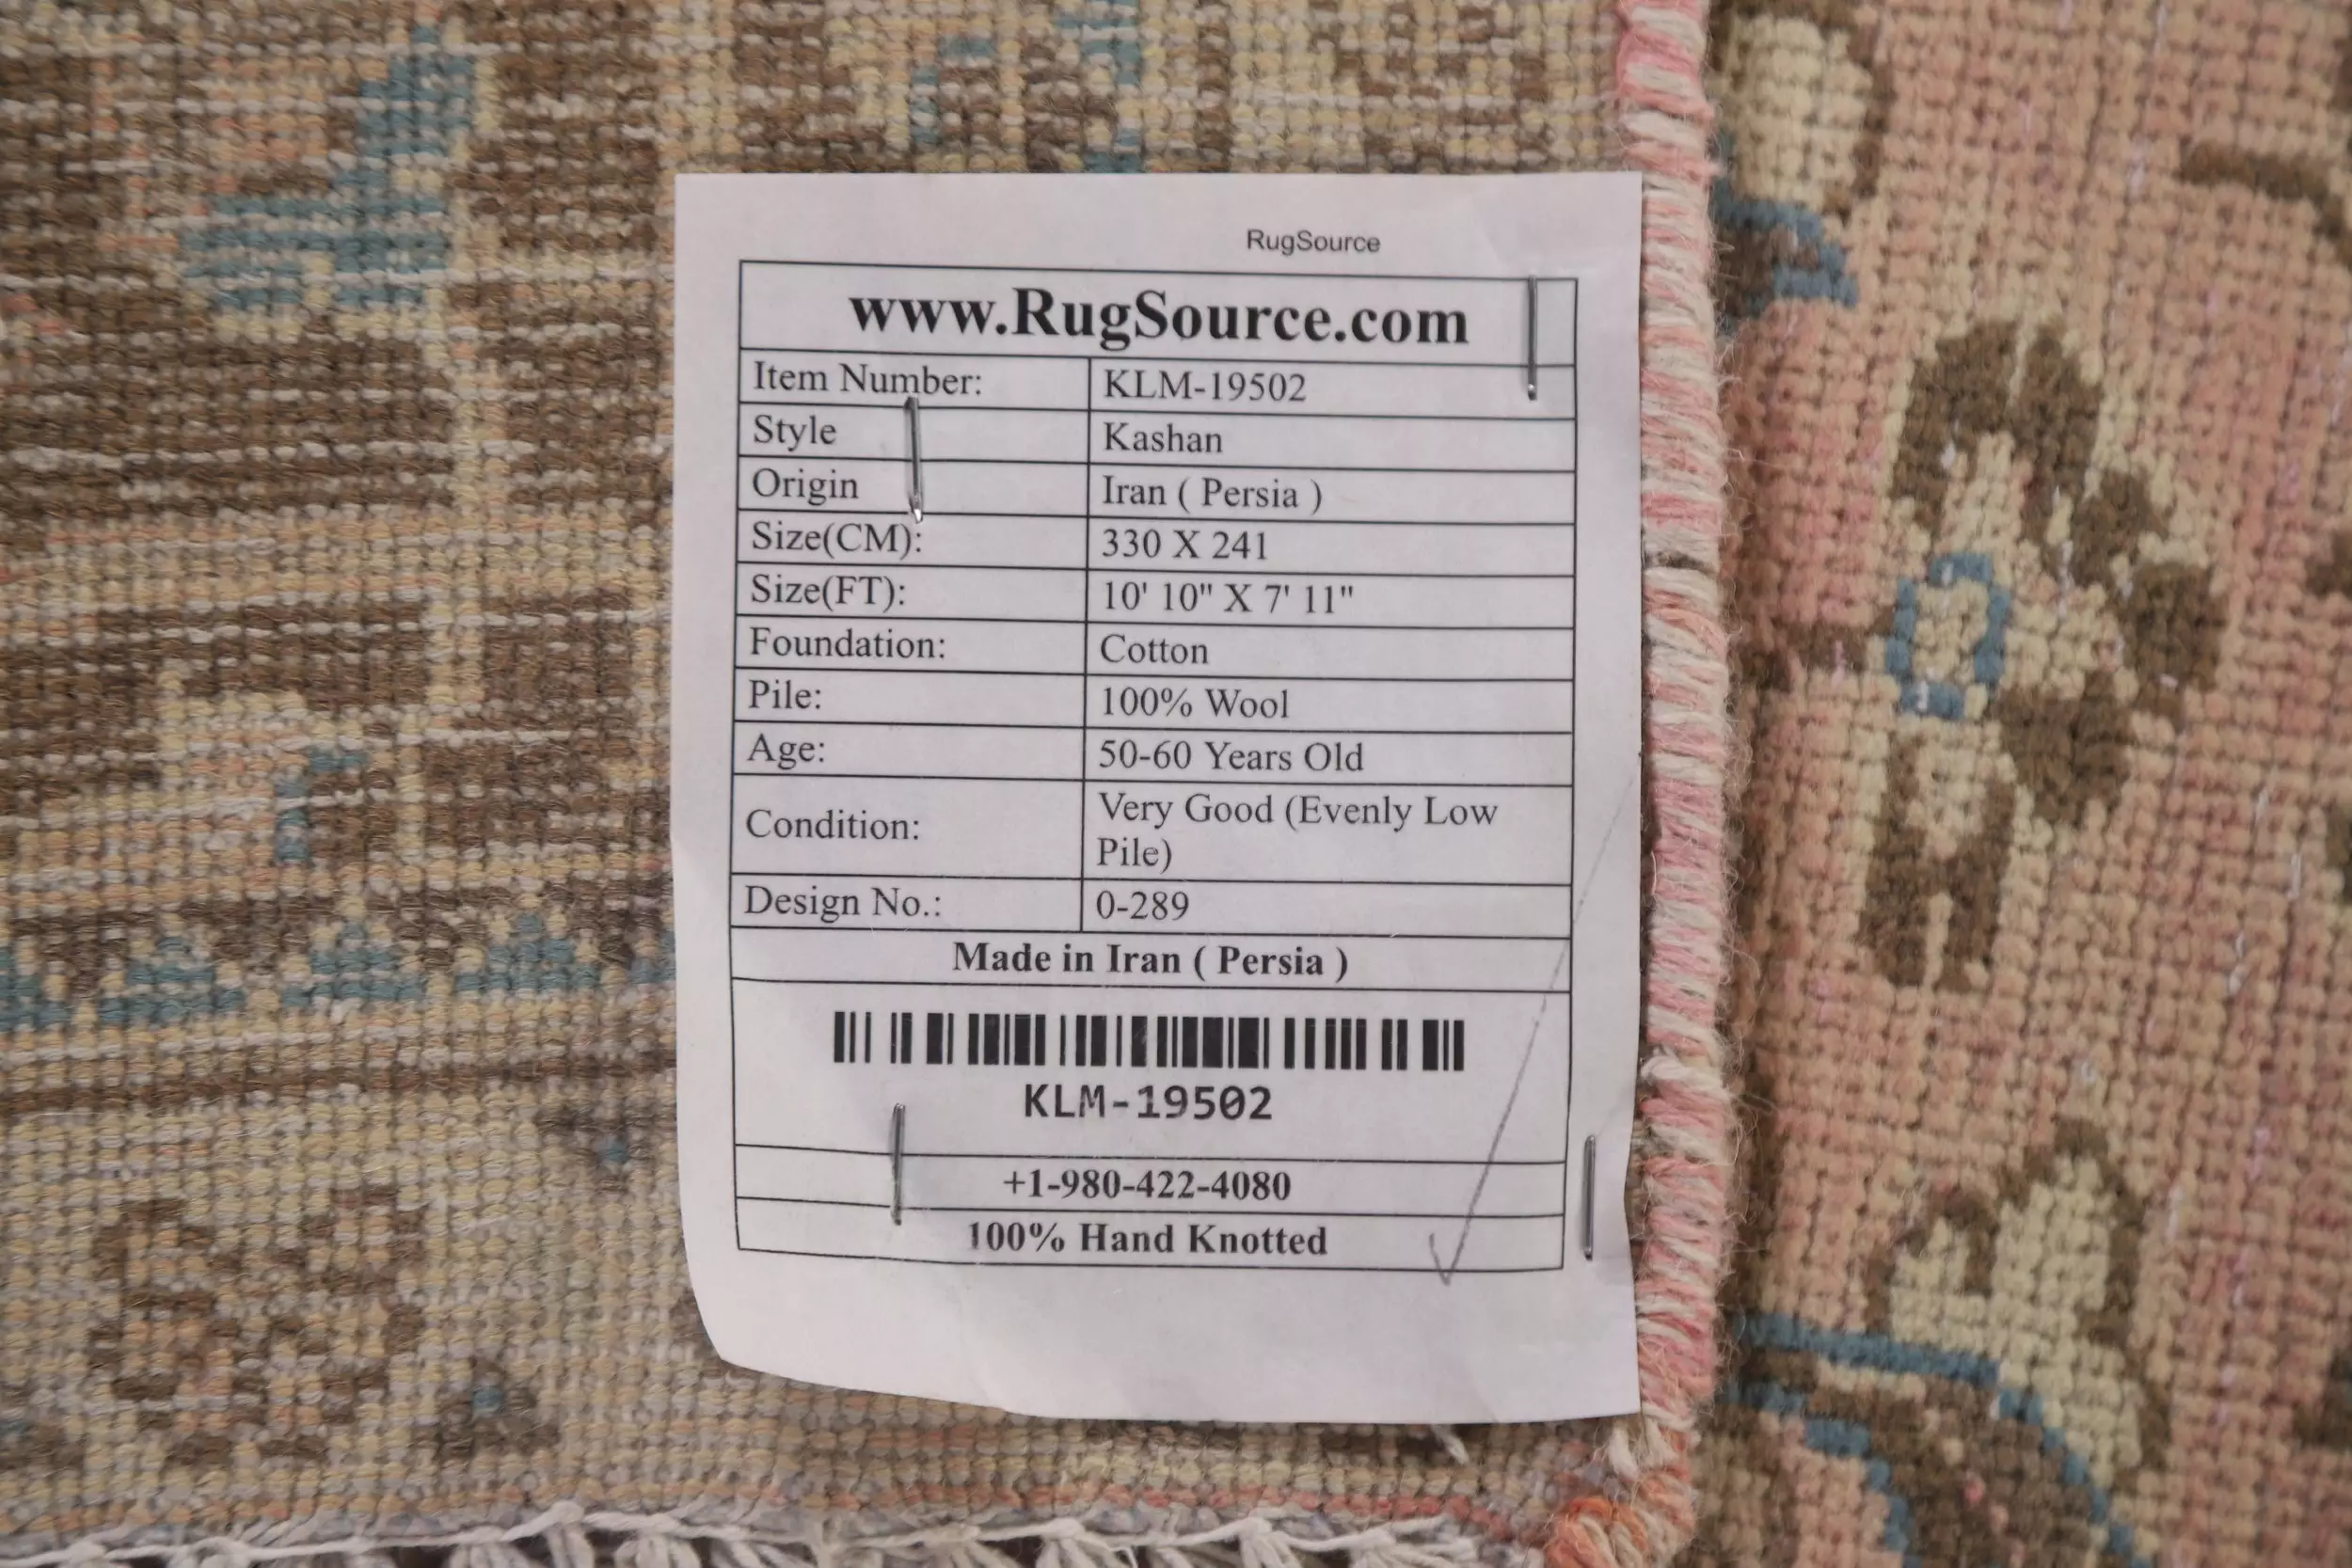 RugSource
www.RugSource.com
Item Number: KLM-19502
Style Kashan
Origin Iran ( Persia )
Size(CM): 330 X 241
Size(FT): 10' 10" X 7' 11"
Foundation: Cotton
Pile: 100% Wool
Age: 50-60 Years Old
Condition: Very Good (Evenly Low
Pile)
Design No.: 0-289
Made in Iran ( Persia )
KLM-19502
+1-980-422-4080
100% Hand Knotted